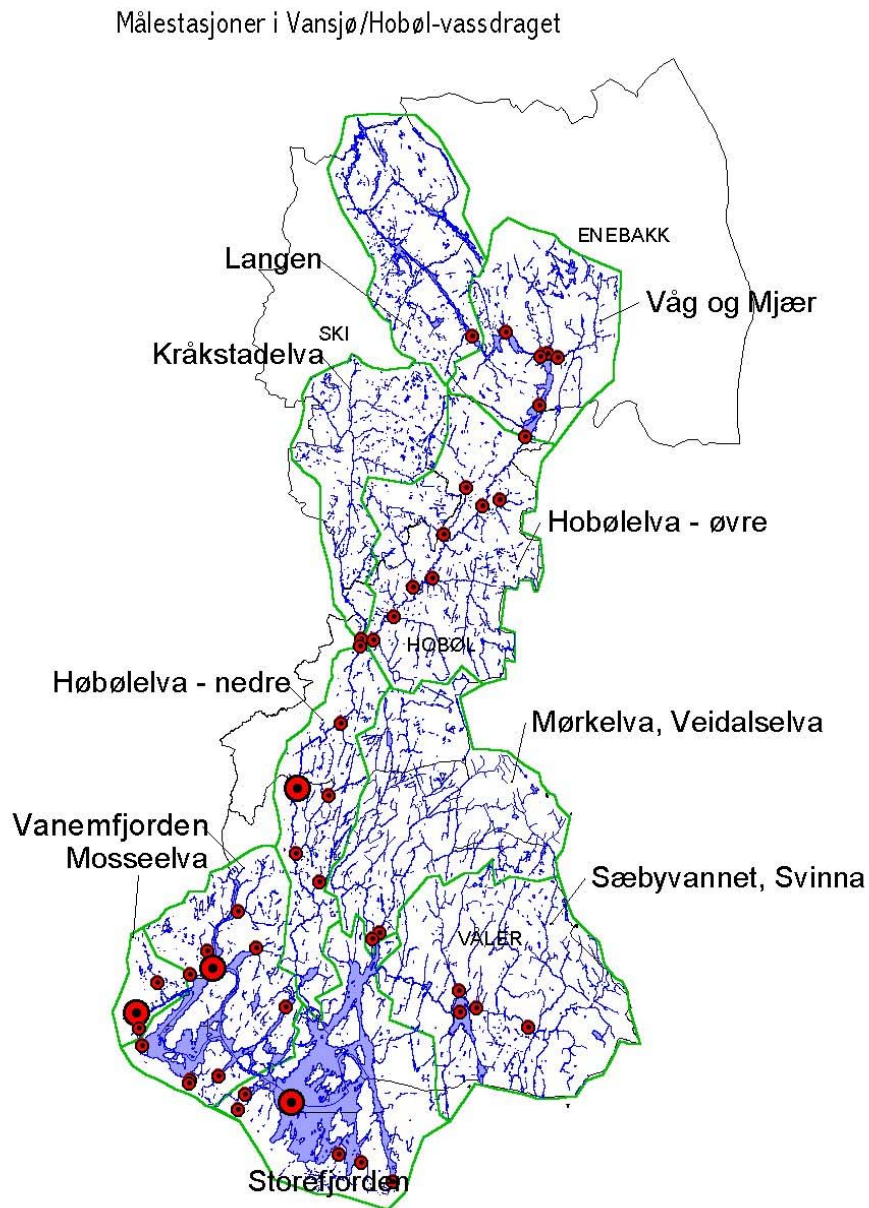 Målestasjoner i Vansjø/Hobøl-vassdraget
ENEBAKK
Langen
Våg og Mjær
SKI
Kråkstadelva
Hobølelva - øvre
HOBØL
Høbølelva - nedre
Mørkelva, Veidalselva
Vanemfjorden
Mosseelva
Sæbyvannet, Svinna
VÅLER
Storefjorden